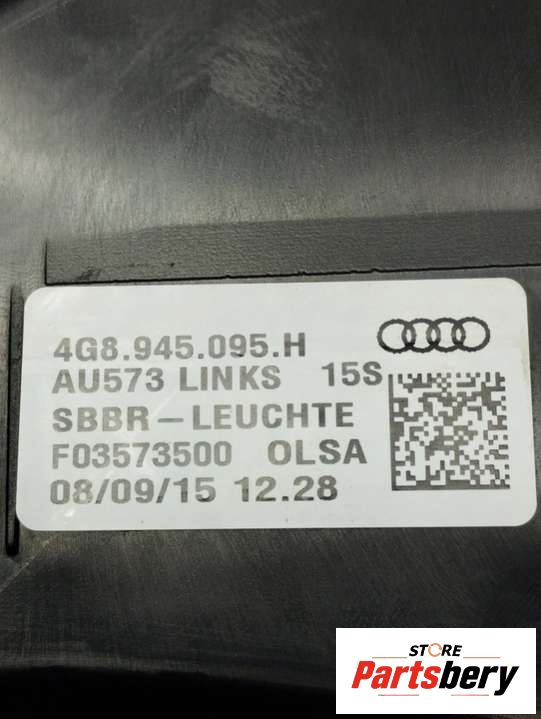 4G8.945.095.H
AU573 LINKS 15S
SBBR-LEUCHTE
F03573500 OLSA
08/09/15 12.28
STORE
Partsbery